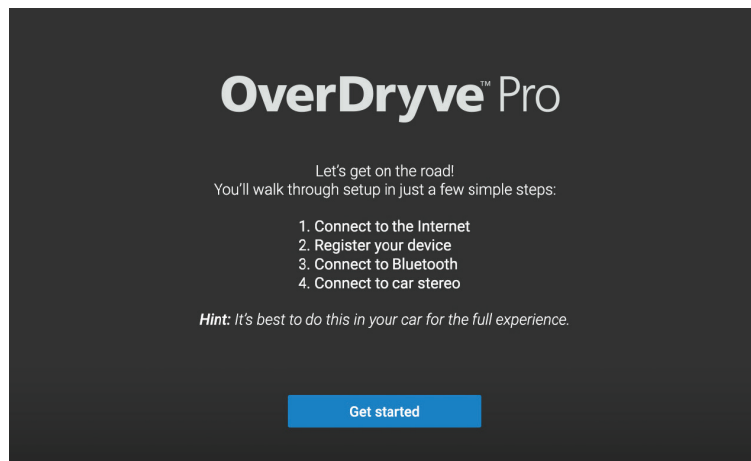 OverDryve™ Pro
Let's get on the road!
You'll walk through setup in just a few simple steps:
1. Connect to the Internet
2. Register your device
3. Connect to Bluetooth
4. Connect to car stereo
Hint: It's best to do this in your car for the full experience.
Get started